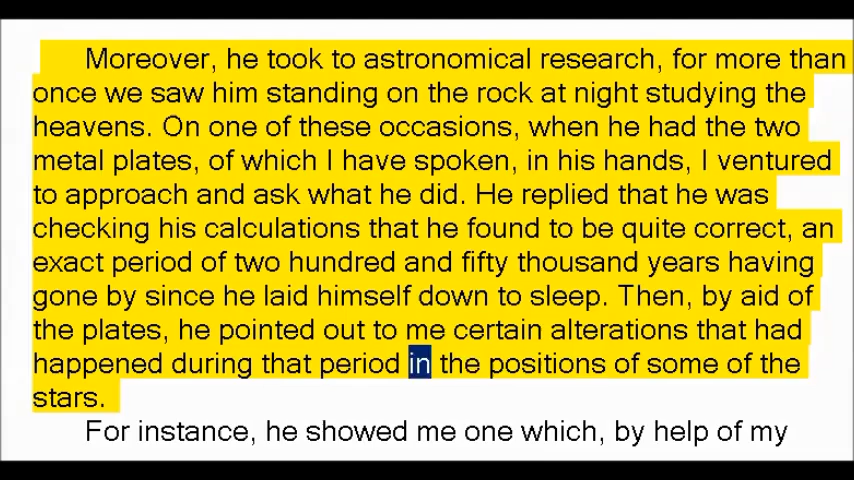 Moreover, he took to astronomical research, for more than
once we saw him standing on the rock at night studying the
heavens. On one of these occasions, when he had the two
metal plates, of which I have spoken, in his hands, I ventured
to approach and ask what he did. He replied that he was
checking his calculations that he found to be quite correct, an
exact period of two hundred and fifty thousand years having
gone by since he laid himself down to sleep. Then, by aid of
the plates, he pointed out to me certain alterations that had
happened during that period in the positions of some of the
stars.
For instance, he showed me one which, by help of my